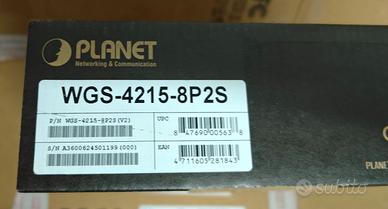 PLANET
Networking & Communication
WGS-4215-8P2S
P/N WGS-4215-8P2S(V2)
UPC
8 47690 00563 8
S/N A3600624501199 (000)
EAN
4 711605 281843
PLANET
subito